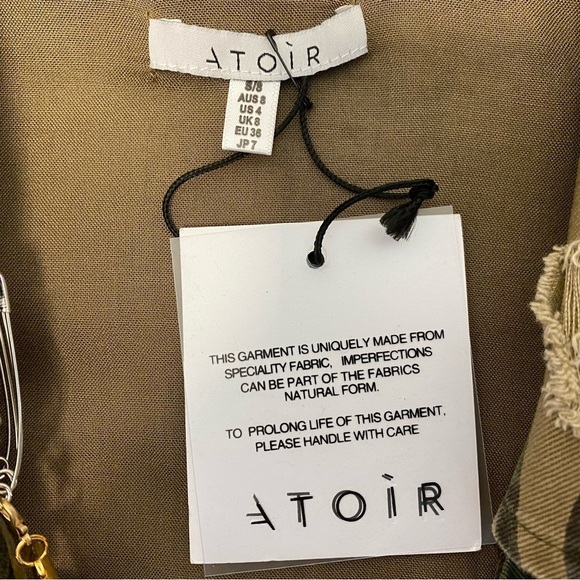 ATOÌR
S/8
AUS 8
US 4
UK 8
EU 36
JP 7
THIS GARMENT IS UNIQUELY MADE FROM
SPECIALITY FABRIC, IMPERFECTIONS
CAN BE PART OF THE FABRICS
NATURAL FORM.
TO PROLONG LIFE OF THIS GARMENT,
PLEASE HANDLE WITH CARE
ATOÌR